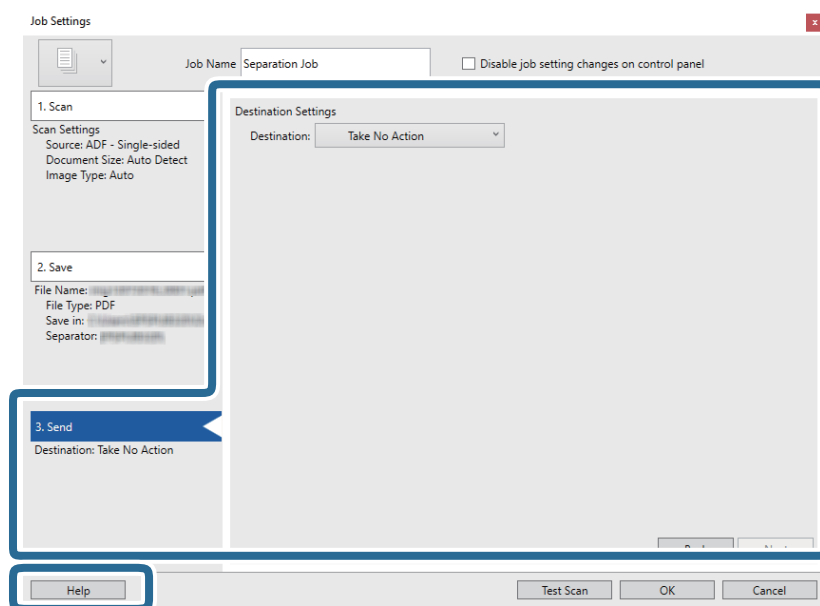 Job Settings
x
Job Name Separation Job
Disable job setting changes on control panel
1. Scan
Scan Settings
Source: ADF - Single-sided
Document Size: Auto Detect
Image Type: Auto
2. Save
File Name:
File Type: PDF
Save in:
Separator:
3. Send
Destination: Take No Action
Destination Settings
Destination: Take No Action
Help
Test Scan
OK
Cancel